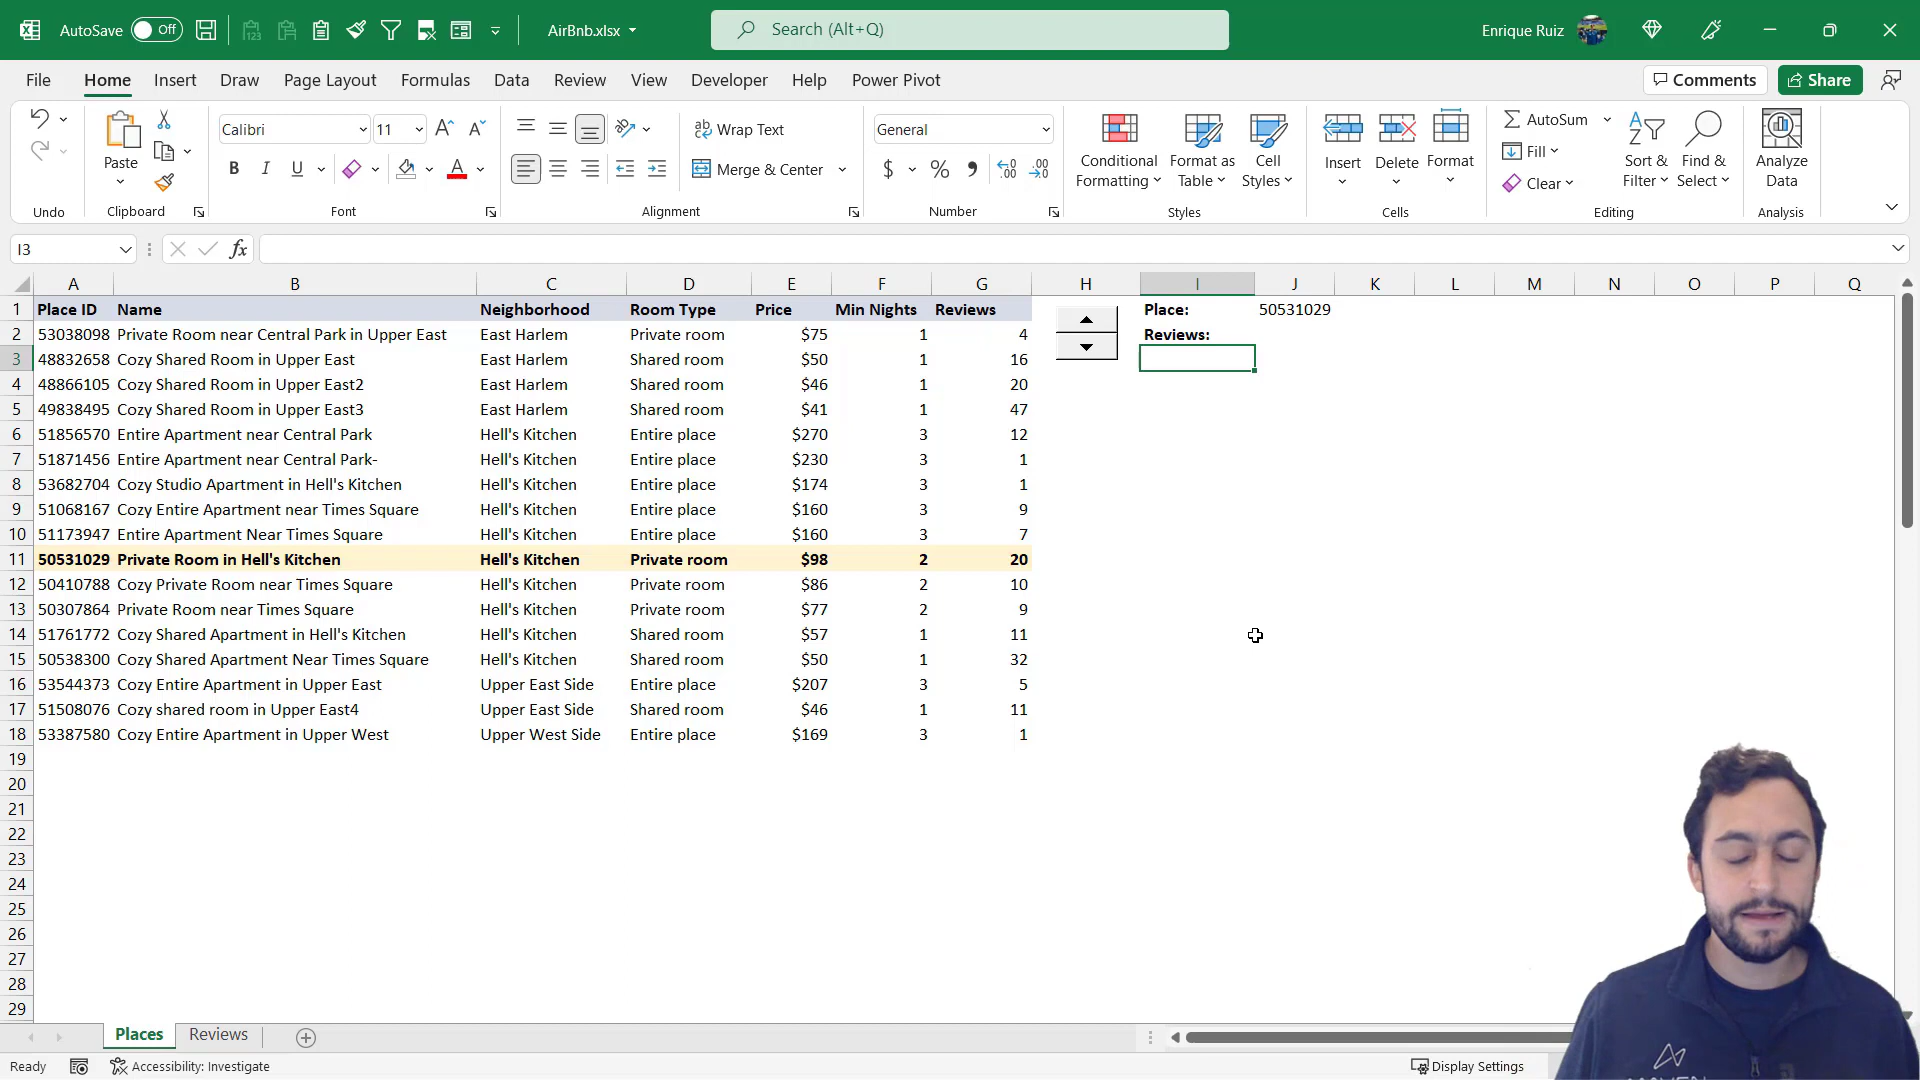 AutoSave Off AirBnb.xlsx Search (Alt+Q) Enrique Ruiz
File Home Insert Draw Page Layout Formulas Data Review View Developer Help Power Pivot Comments Share
Paste Calibri 11 Wrap Text General Conditional Formatting Format as Table Cell Styles Insert Delete Format AutoSum Sort & Filter Find & Select Analyze Data
B I U Merge & Center $ % Fill
Clear
Undo Clipboard Font Alignment Number Styles Cells Editing Analysis
I3 fx
A B C D E F G H I J K L M N O P Q
1 Place ID Name Neighborhood Room Type Price Min Nights Reviews Place: 50531029
2 53038098 Private Room near Central Park in Upper East East Harlem Private room $75 1 4 Reviews:
3 48832658 Cozy Shared Room in Upper East East Harlem Shared room $50 1 16
4 48866105 Cozy Shared Room in Upper East2 East Harlem Shared room $46 1 20
5 49838495 Cozy Shared Room in Upper East3 East Harlem Shared room $41 1 47
6 51856570 Entire Apartment near Central Park Hell's Kitchen Entire place $270 3 12
7 51871456 Entire Apartment near Central Park- Hell's Kitchen Entire place $230 3 1
8 53682704 Cozy Studio Apartment in Hell's Kitchen Hell's Kitchen Entire place $174 3 1
9 51068167 Cozy Entire Apartment near Times Square Hell's Kitchen Entire place $160 3 9
10 51173947 Entire Apartment Near Times Square Hell's Kitchen Entire place $160 3 7
11 50531029 Private Room in Hell's Kitchen Hell's Kitchen Private room $98 2 20
12 50410788 Cozy Private Room near Times Square Hell's Kitchen Private room $86 2 10
13 50307864 Private Room near Times Square Hell's Kitchen Private room $77 2 9
14 51761772 Cozy Shared Apartment in Hell's Kitchen Hell's Kitchen Shared room $57 1 11
15 50538300 Cozy Shared Apartment Near Times Square Hell's Kitchen Shared room $50 1 32
16 53544373 Cozy Entire Apartment in Upper East Upper East Side Entire place $207 3 5
17 51508076 Cozy shared room in Upper East4 Upper East Side Shared room $46 1 11
18 53387580 Cozy Entire Apartment in Upper West Upper West Side Entire place $169 3 1
19
20
21
22
23
24
25
26
27
28
29
Places Reviews
Ready Accessibility: Investigate Display Settings